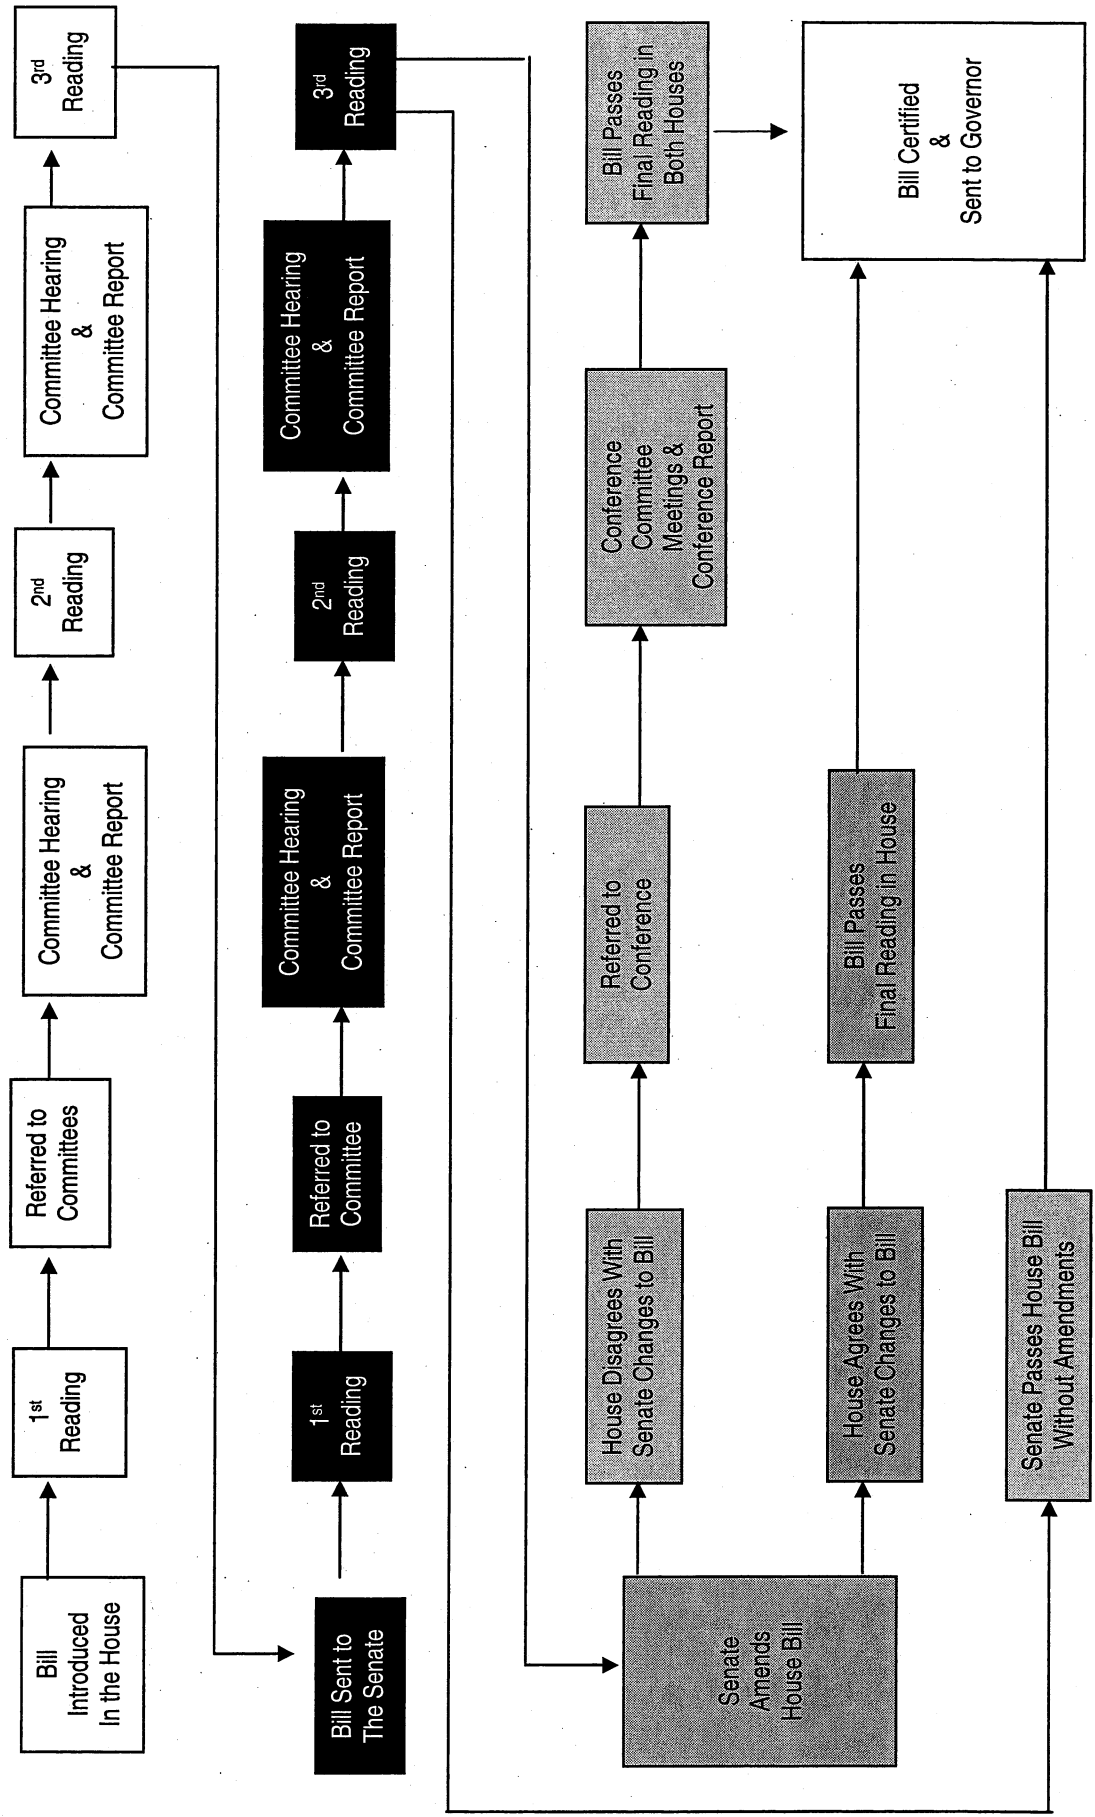 Bill
Introduced
In the House
1st
Reading
Referred to
Committees
Committee Hearing
&
Committee Report
2nd
Reading
Committee Hearing
&
Committee Report
3rd
Reading
Bill Sent to
The Senate
1st
Reading
Referred to
Committee
Committee Hearing
&
Committee Report
2nd
Reading
Committee Hearing
&
Committee Report
3rd
Reading
Senate
Amends
House Bill
House Disagrees With
Senate Changes to Bill
Referred to
Conference
Conference
Committee
Meetings &
Conference Report
Bill Passes
Final Reading in
Both Houses
House Agrees With
Senate Changes to Bill
Bill Passes
Final Reading in House
Senate Passes House Bill
Without Amendments
Bill Certified
&
Sent to Governor